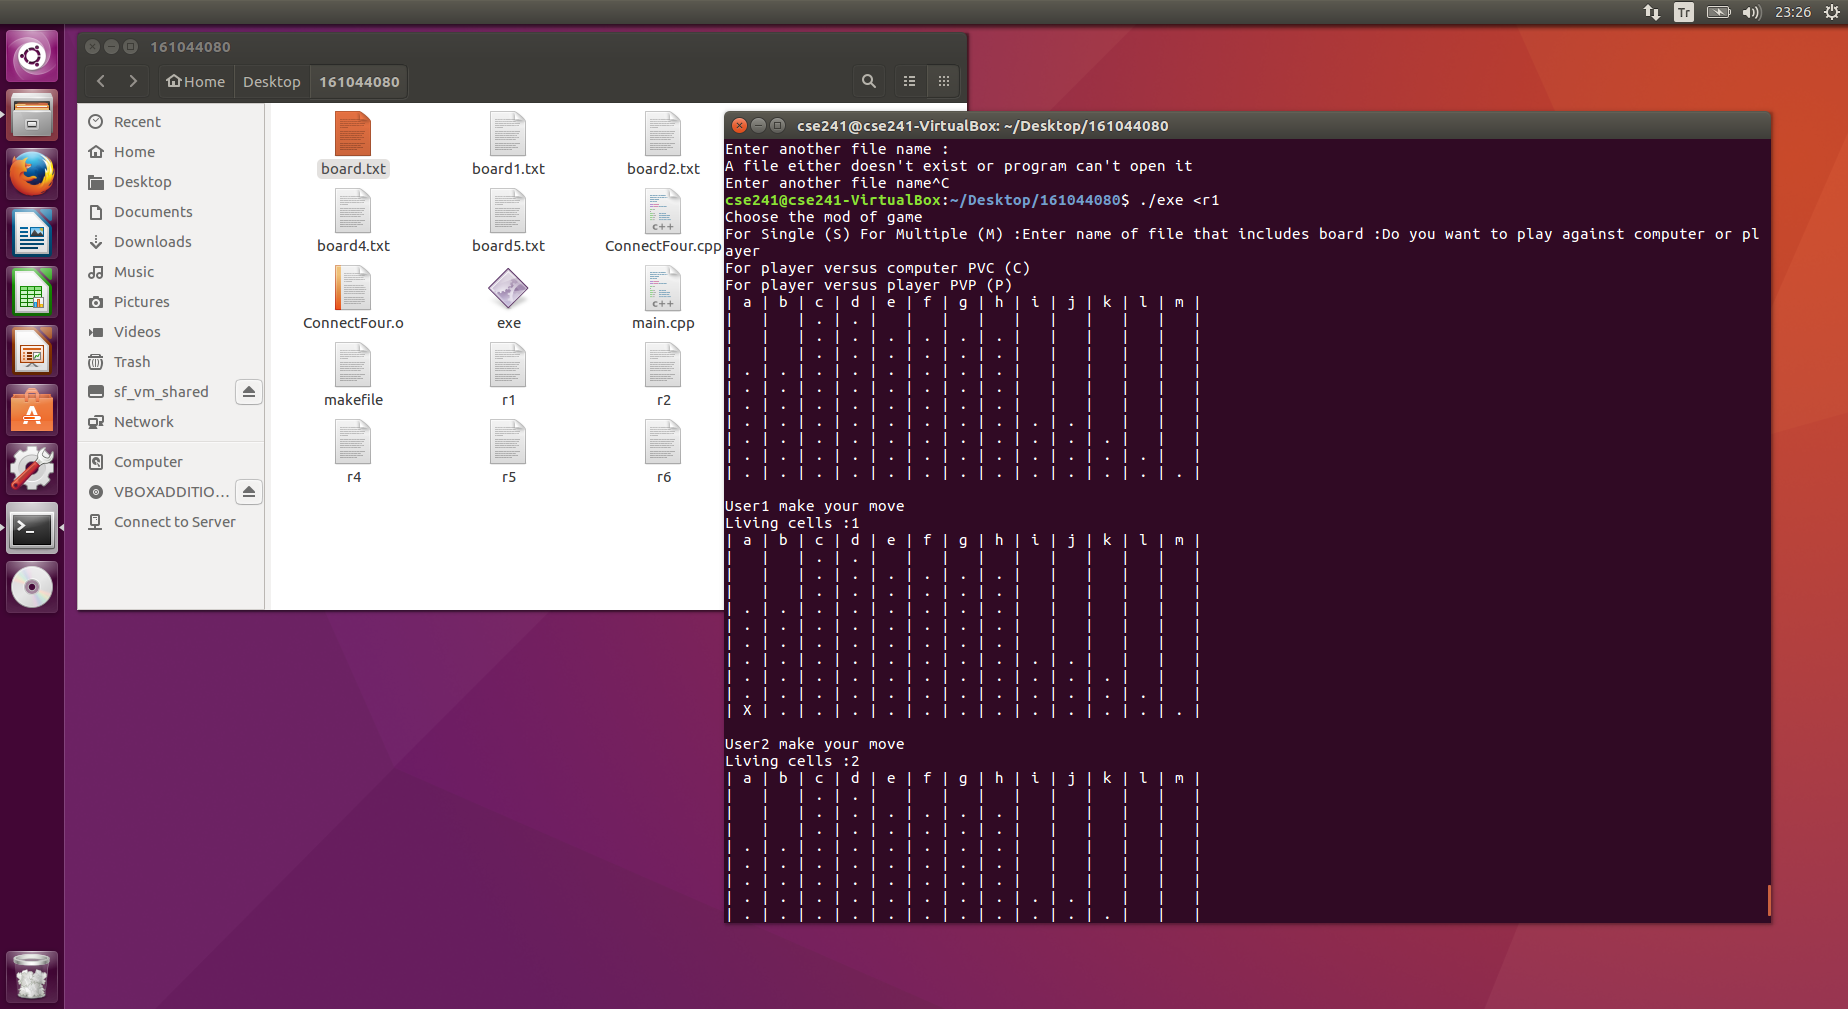 Tr
23:26
161044080
Home
Desktop
161044080
Recent
Home
Desktop
Documents
Downloads
Music
Pictures
Videos
Trash
sf_vm_shared
Network
Computer
VBOXADDITIO...
Connect to Server
board.txt
board1.txt
board2.txt
board4.txt
board5.txt
ConnectFour.cpp
ConnectFour.o
exe
main.cpp
makefile
r1
r2
r4
r5
r6
cse241@cse241-VirtualBox: ~/Desktop/161044080
Enter another file name :
A file either doesn't exist or program can't open it
Enter another file name^C
cse241@cse241-VirtualBox:~/Desktop/161044080$ ./exe <r1
Choose the mod of game
For Single (S) For Multiple (M) :Enter name of file that includes board :Do you want to play against computer or pl
ayer
For player versus computer PVC (C)
For player versus player PVP (P)
| a | b | c | d | e | f | g | h | i | j | k | l | m |
|   |   | . | . |   |   |   |   |   |   |   |   |   |
|   |   | . | . | . | . | . | . |   |   |   |   |   |
|   |   | . | . | . | . | . | . |   |   |   |   |   |
| . | . | . | . | . | . | . | . |   |   |   |   |   |
| . | . | . | . | . | . | . | . |   |   |   |   |   |
| . | . | . | . | . | . | . | . |   |   |   |   |   |
| . | . | . | . | . | . | . | . | . | . |   |   |   |
| . | . | . | . | . | . | . | . | . | . | . |   |   |
| . | . | . | . | . | . | . | . | . | . | . | . |   |
| . | . | . | . | . | . | . | . | . | . | . | . | . |
User1 make your move
Living cells :1
| a | b | c | d | e | f | g | h | i | j | k | l | m |
|   |   | . | . |   |   |   |   |   |   |   |   |   |
|   |   | . | . | . | . | . | . |   |   |   |   |   |
|   |   | . | . | . | . | . | . |   |   |   |   |   |
| . | . | . | . | . | . | . | . |   |   |   |   |   |
| . | . | . | . | . | . | . | . |   |   |   |   |   |
| . | . | . | . | . | . | . | . |   |   |   |   |   |
| . | . | . | . | . | . | . | . | . | . |   |   |   |
| . | . | . | . | . | . | . | . | . | . | . |   |   |
| . | . | . | . | . | . | . | . | . | . | . | . |   |
| X | . | . | . | . | . | . | . | . | . | . | . | . |
User2 make your move
Living cells :2
| a | b | c | d | e | f | g | h | i | j | k | l | m |
|   |   | . | . |   |   |   |   |   |   |   |   |   |
|   |   | . | . | . | . | . | . |   |   |   |   |   |
|   |   | . | . | . | . | . | . |   |   |   |   |   |
| . | . | . | . | . | . | . | . |   |   |   |   |   |
| . | . | . | . | . | . | . | . |   |   |   |   |   |
| . | . | . | . | . | . | . | . |   |   |   |   |   |
| . | . | . | . | . | . | . | . | . | . |   |   |   |
| . | . | . | . | . | . | . | . | . | . | . |   |   |